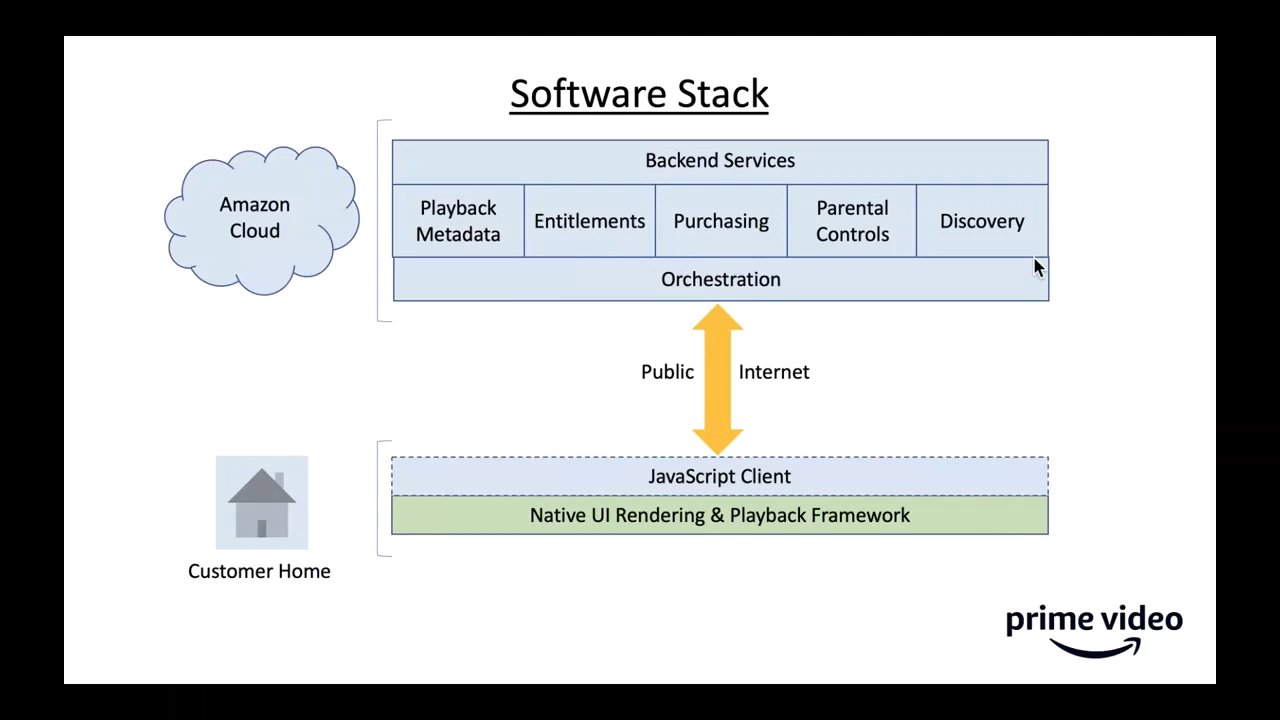 Software Stack
Amazon
Cloud
Backend Services
Playback
Metadata
Entitlements
Purchasing
Parental
Controls
Discovery
Orchestration
Public Internet
JavaScript Client
Native UI Rendering & Playback Framework
Customer Home
prime video